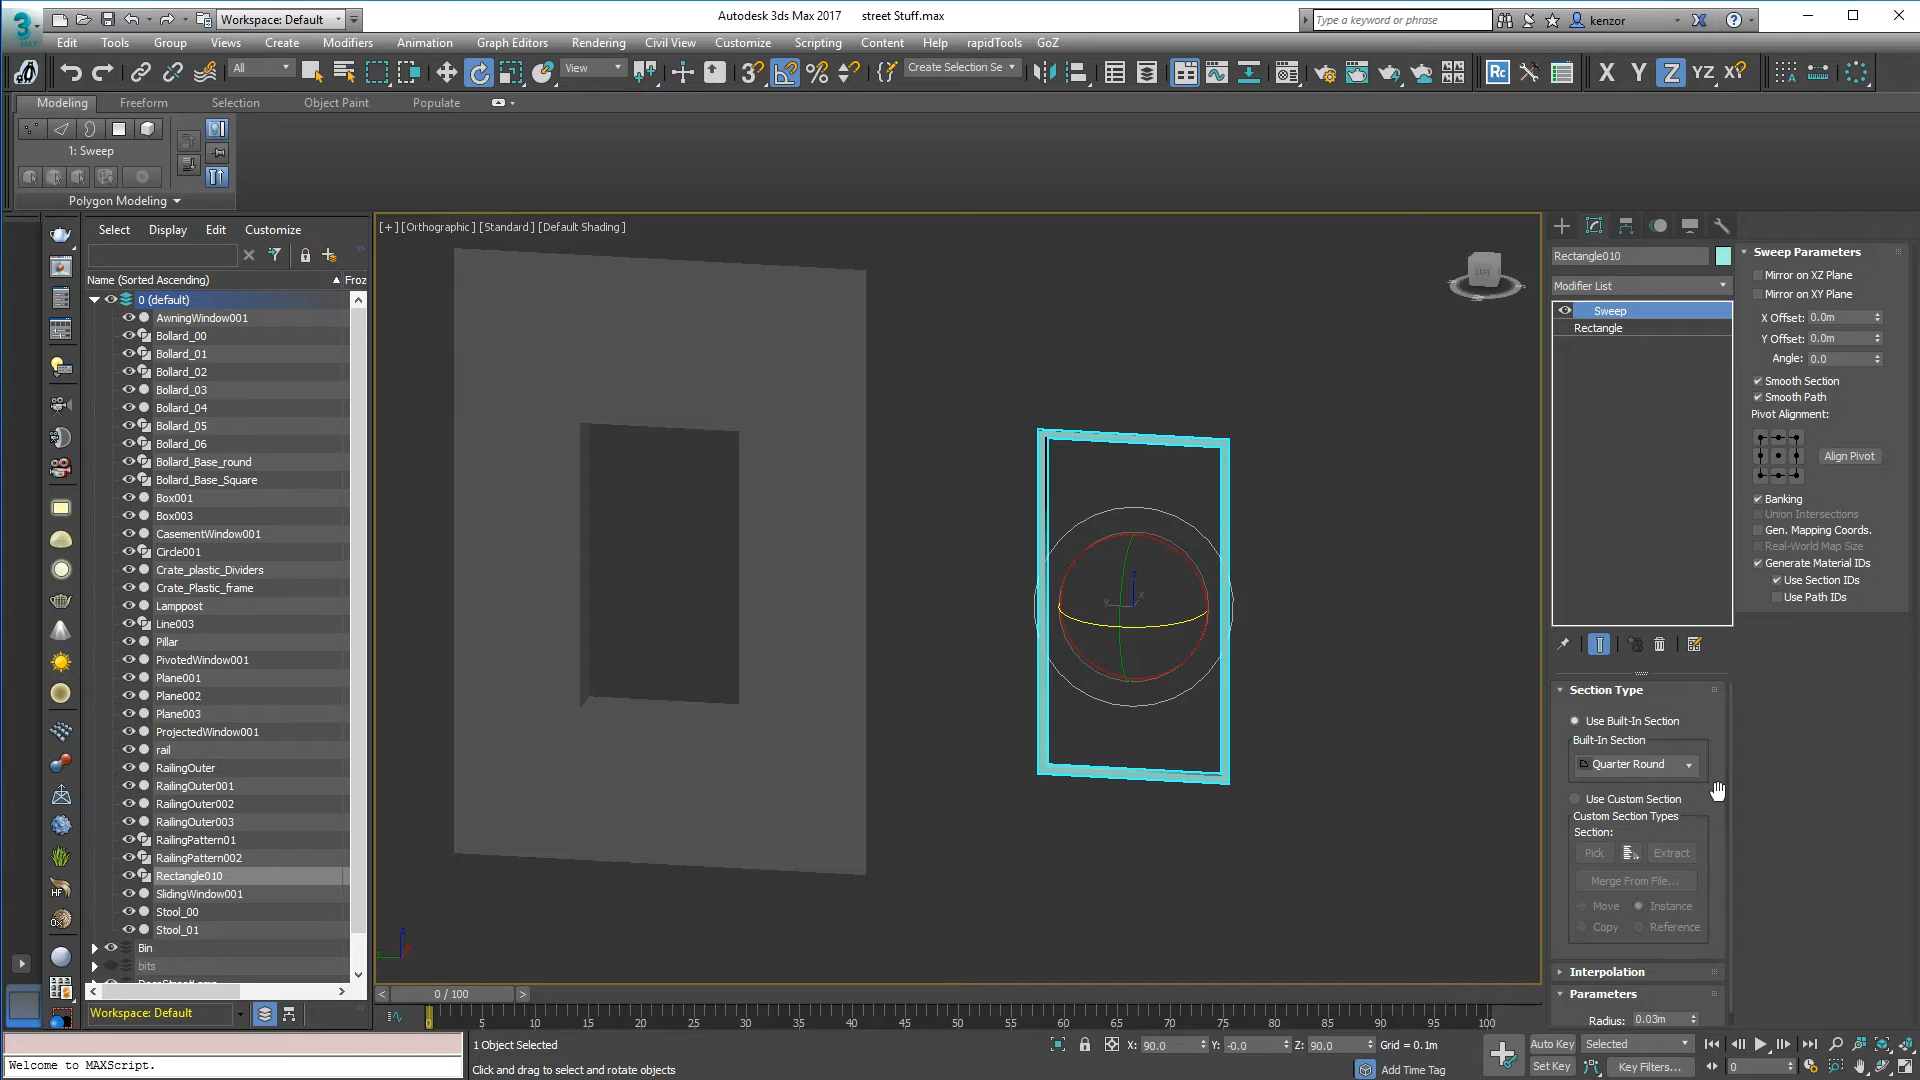 3
MAX
Workspace: Default
Autodesk 3ds Max 2017 street Stuff.max
Type a keyword or phrase
kenzor
Edit Tools Group Views Create Modifiers Animation Graph Editors Rendering Civil View Customize Scripting Content Help rapidTools GoZ
All
View
Create Selection Se
Rc
X Y Z YZ XY
Modeling Freeform Selection Object Paint Populate
1: Sweep
Polygon Modeling
Select Display Edit Customize
Name (Sorted Ascending) Froz
0 (default)
AwningWindow001
Bollard_00
Bollard_01
Bollard_02
Bollard_03
Bollard_04
Bollard_05
Bollard_06
Bollard_Base_round
Bollard_Base_Square
Box001
Box003
CasementWindow001
Circle001
Crate_plastic_Dividers
Crate_Plastic_frame
Lamppost
Line003
Pillar
PivotedWindow001
Plane001
Plane002
Plane003
ProjectedWindow001
rail
RailingOuter
RailingOuter001
RailingOuter002
RailingOuter003
RailingPattern01
RailingPattern002
Rectangle010
SlidingWindow001
Stool_00
Stool_01
Bin
bits
Workspace: Default
[+] [Orthographic] [Standard] [Default Shading]
LEFT
z
y x
Rectangle010
Modifier List
Sweep
Rectangle
Section Type
Use Built-In Section
Built-In Section
Quarter Round
Use Custom Section
Custom Section Types
Section:
Pick Extract
Merge From File...
Move Instance
Copy Reference
Interpolation
Parameters
Radius: 0.03m
Sweep Parameters
Mirror on XZ Plane
Mirror on XY Plane
X Offset: 0.0m
Y Offset: 0.0m
Angle: 0.0
Smooth Section
Smooth Path
Pivot Alignment:
Align Pivot
Banking
Union Intersections
Gen. Mapping Coords.
Real-World Map Size
Generate Material IDs
Use Section IDs
Use Path IDs
< 0 / 100 >
0 5 10 15 20 25 30 35 40 45 50 55 60 65 70 75 80 85 90 95 100
Welcome to MAXScript.
1 Object Selected
Click and drag to select and rotate objects
X: 90.0 Y: -0.0 Z: 90.0 Grid = 0.1m
Add Time Tag
Auto Key Selected
Set Key Key Filters...
0